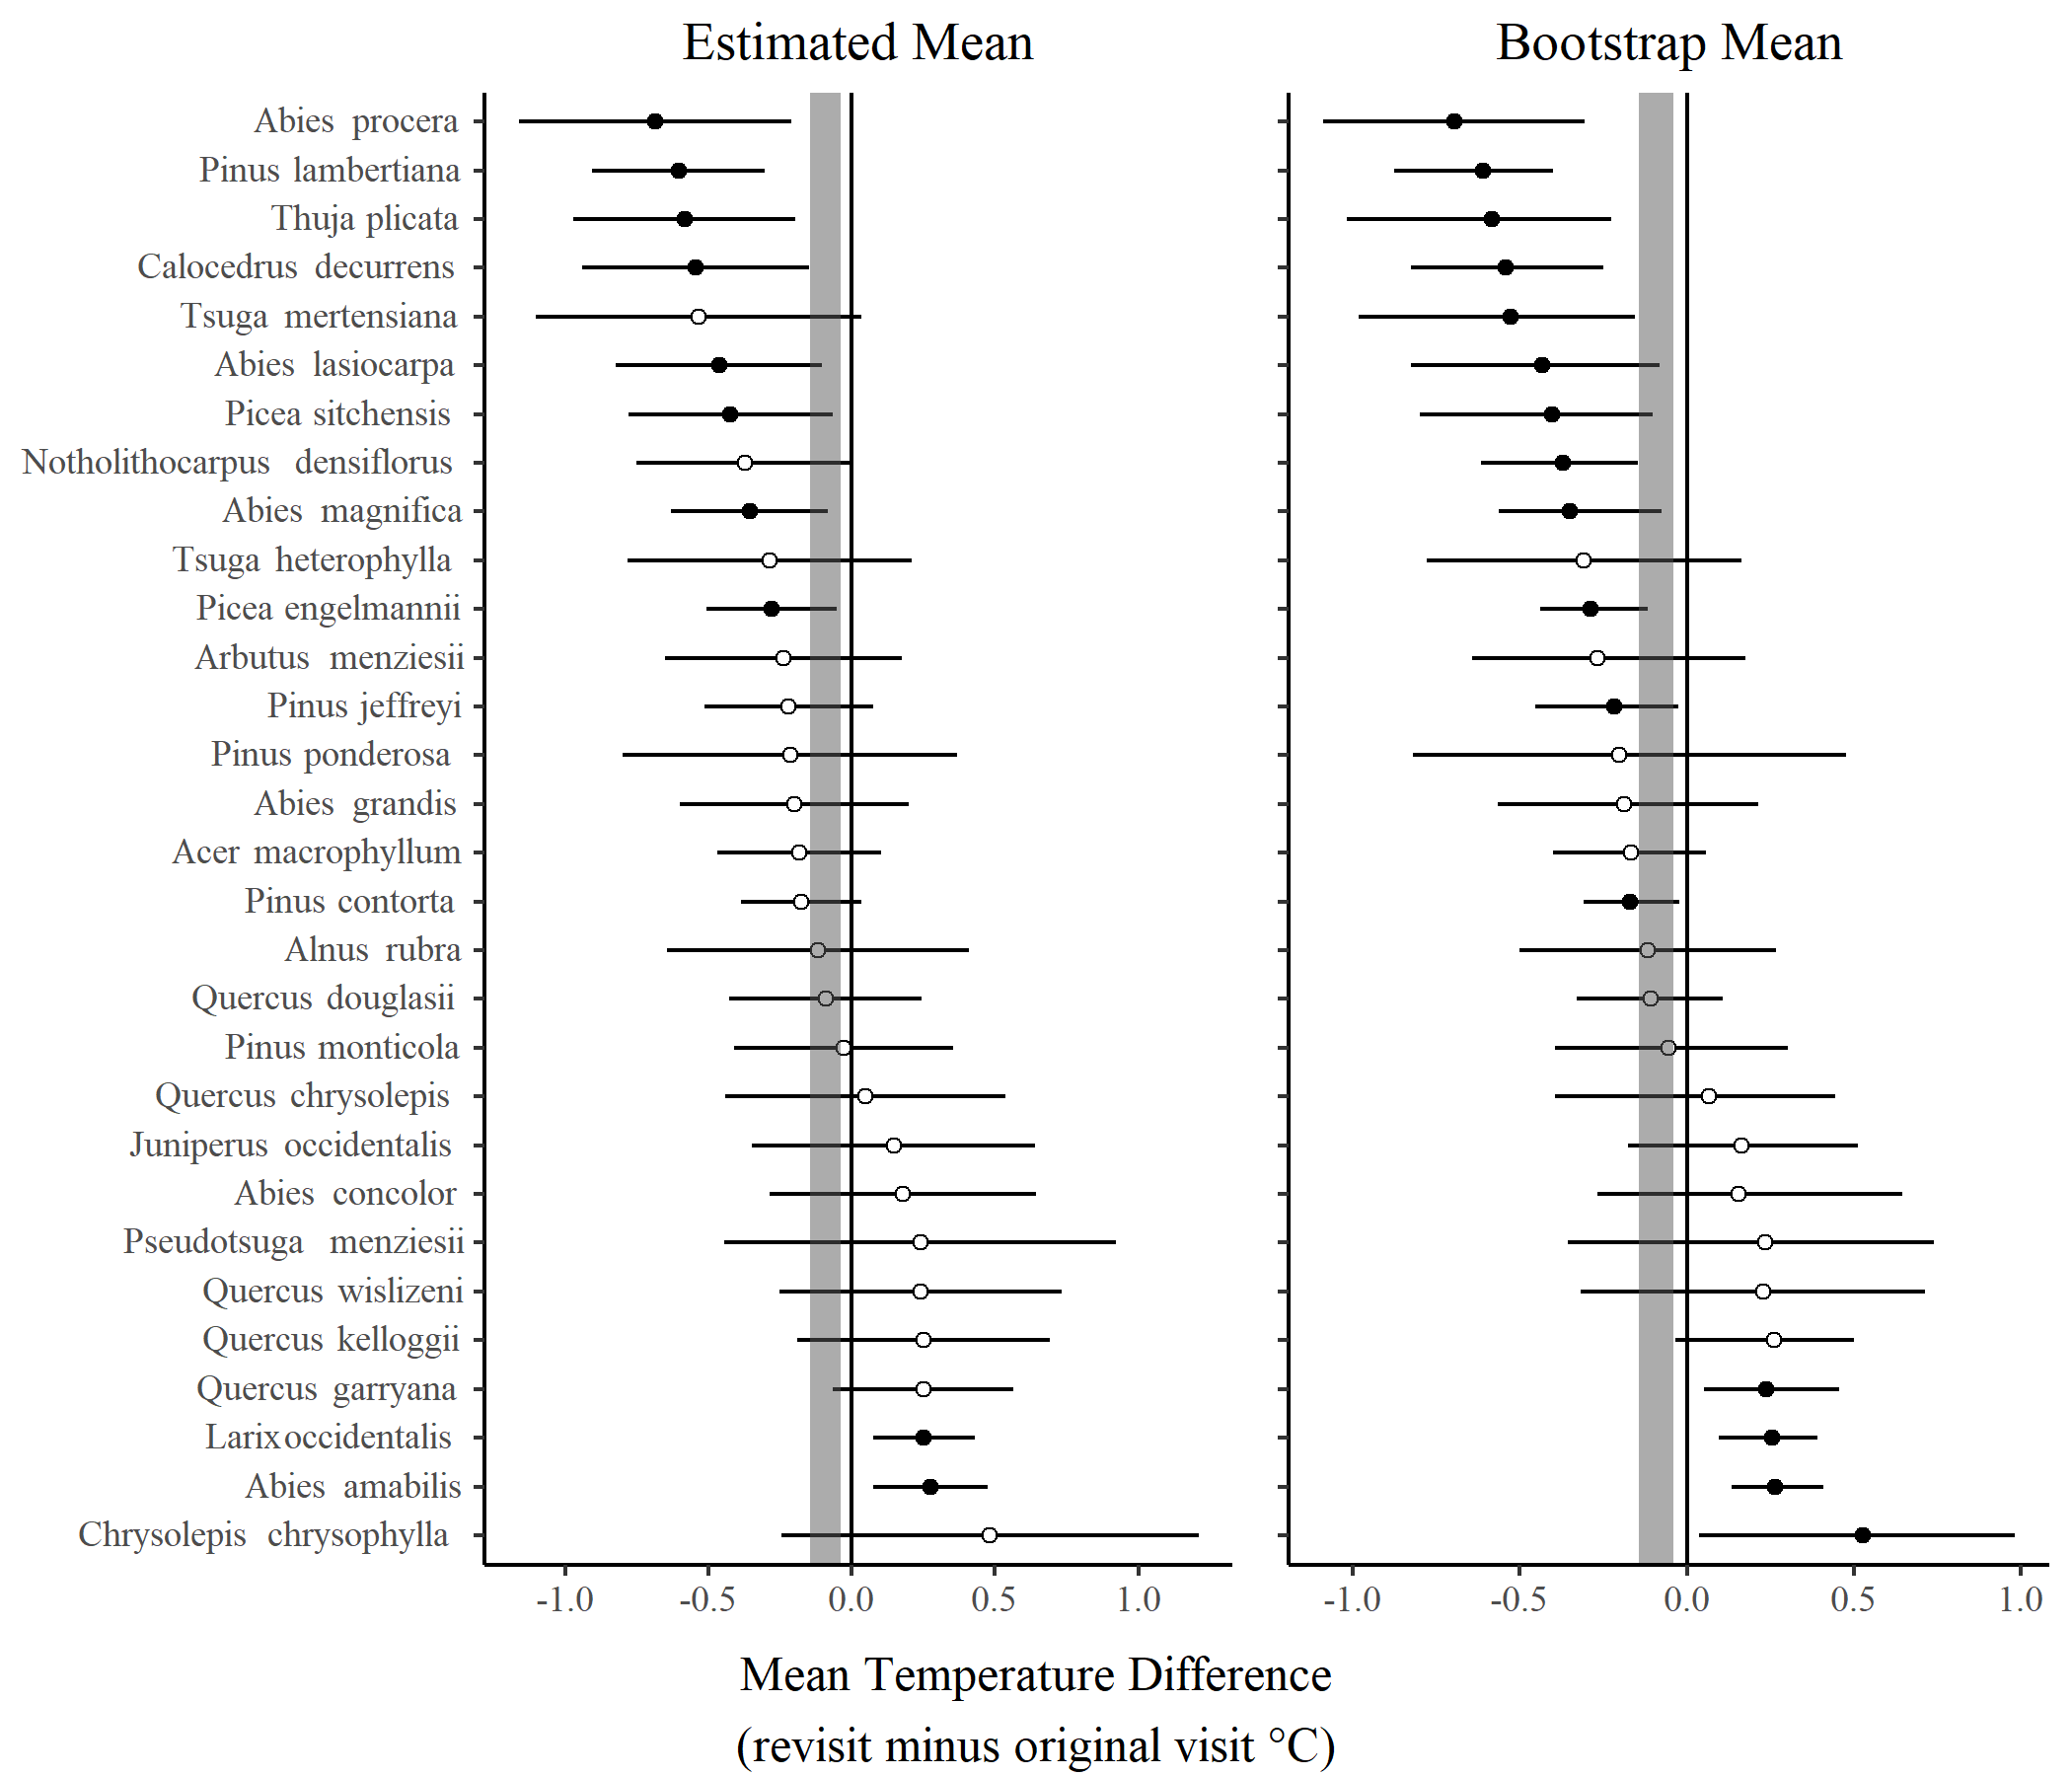 Estimated Mean
Bootstrap Mean
Abies procera
Pinus lambertiana
Thuja plicata
Calocedrus decurrens
Tsuga mertensiana
Abies lasiocarpa
Picea sitchensis
Notholithocarpus densiflorus
Abies magnifica
Tsuga heterophylla
Picea engelmannii
Arbutus menziesii
Pinus jeffreyi
Pinus ponderosa
Abies grandis
Acer macrophyllum
Pinus contorta
Alnus rubra
Quercus douglasii
Pinus monticola
Quercus chrysolepis
Juniperus occidentalis
Abies concolor
Pseudotsuga menziesii
Quercus wislizeni
Quercus kelloggii
Quercus garryana
Larix occidentalis
Abies amabilis
Chrysolepis chrysophylla
-1.0 -0.5 0.0 0.5 1.0
-1.0 -0.5 0.0 0.5 1.0
Mean Temperature Difference
(revisit minus original visit °C)